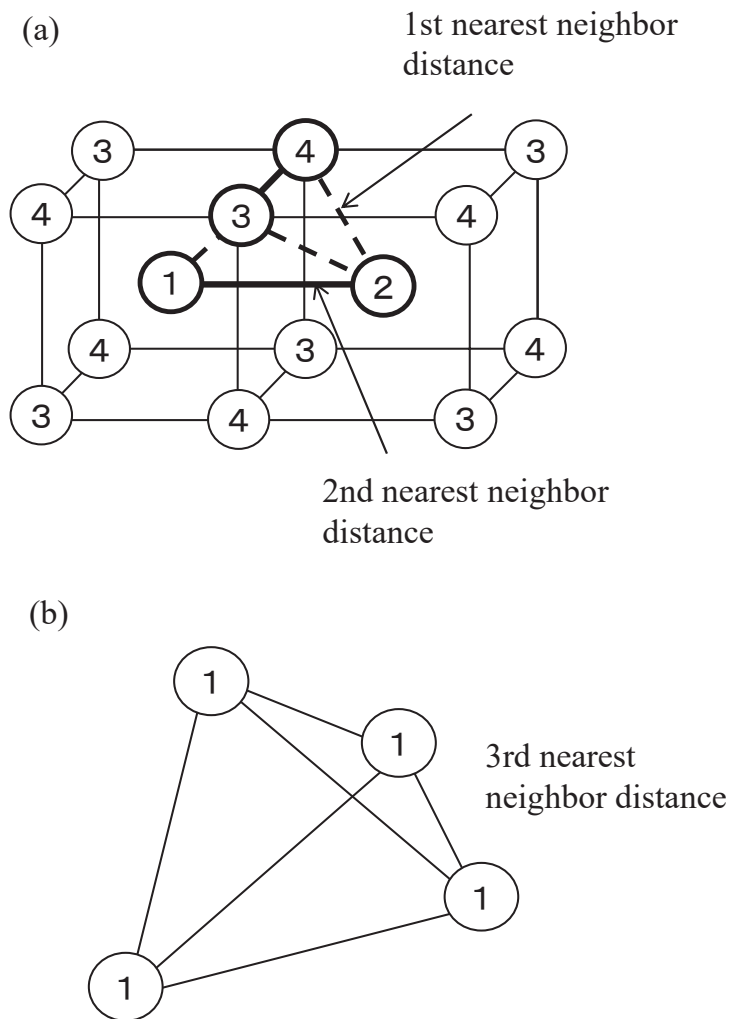 (a)
1st nearest neighbor
distance
3 4 3
4 3 4
1 2
4 3 4
3 4 3
2nd nearest neighbor
distance
(b)
1
1
3rd nearest
neighbor distance
1
1